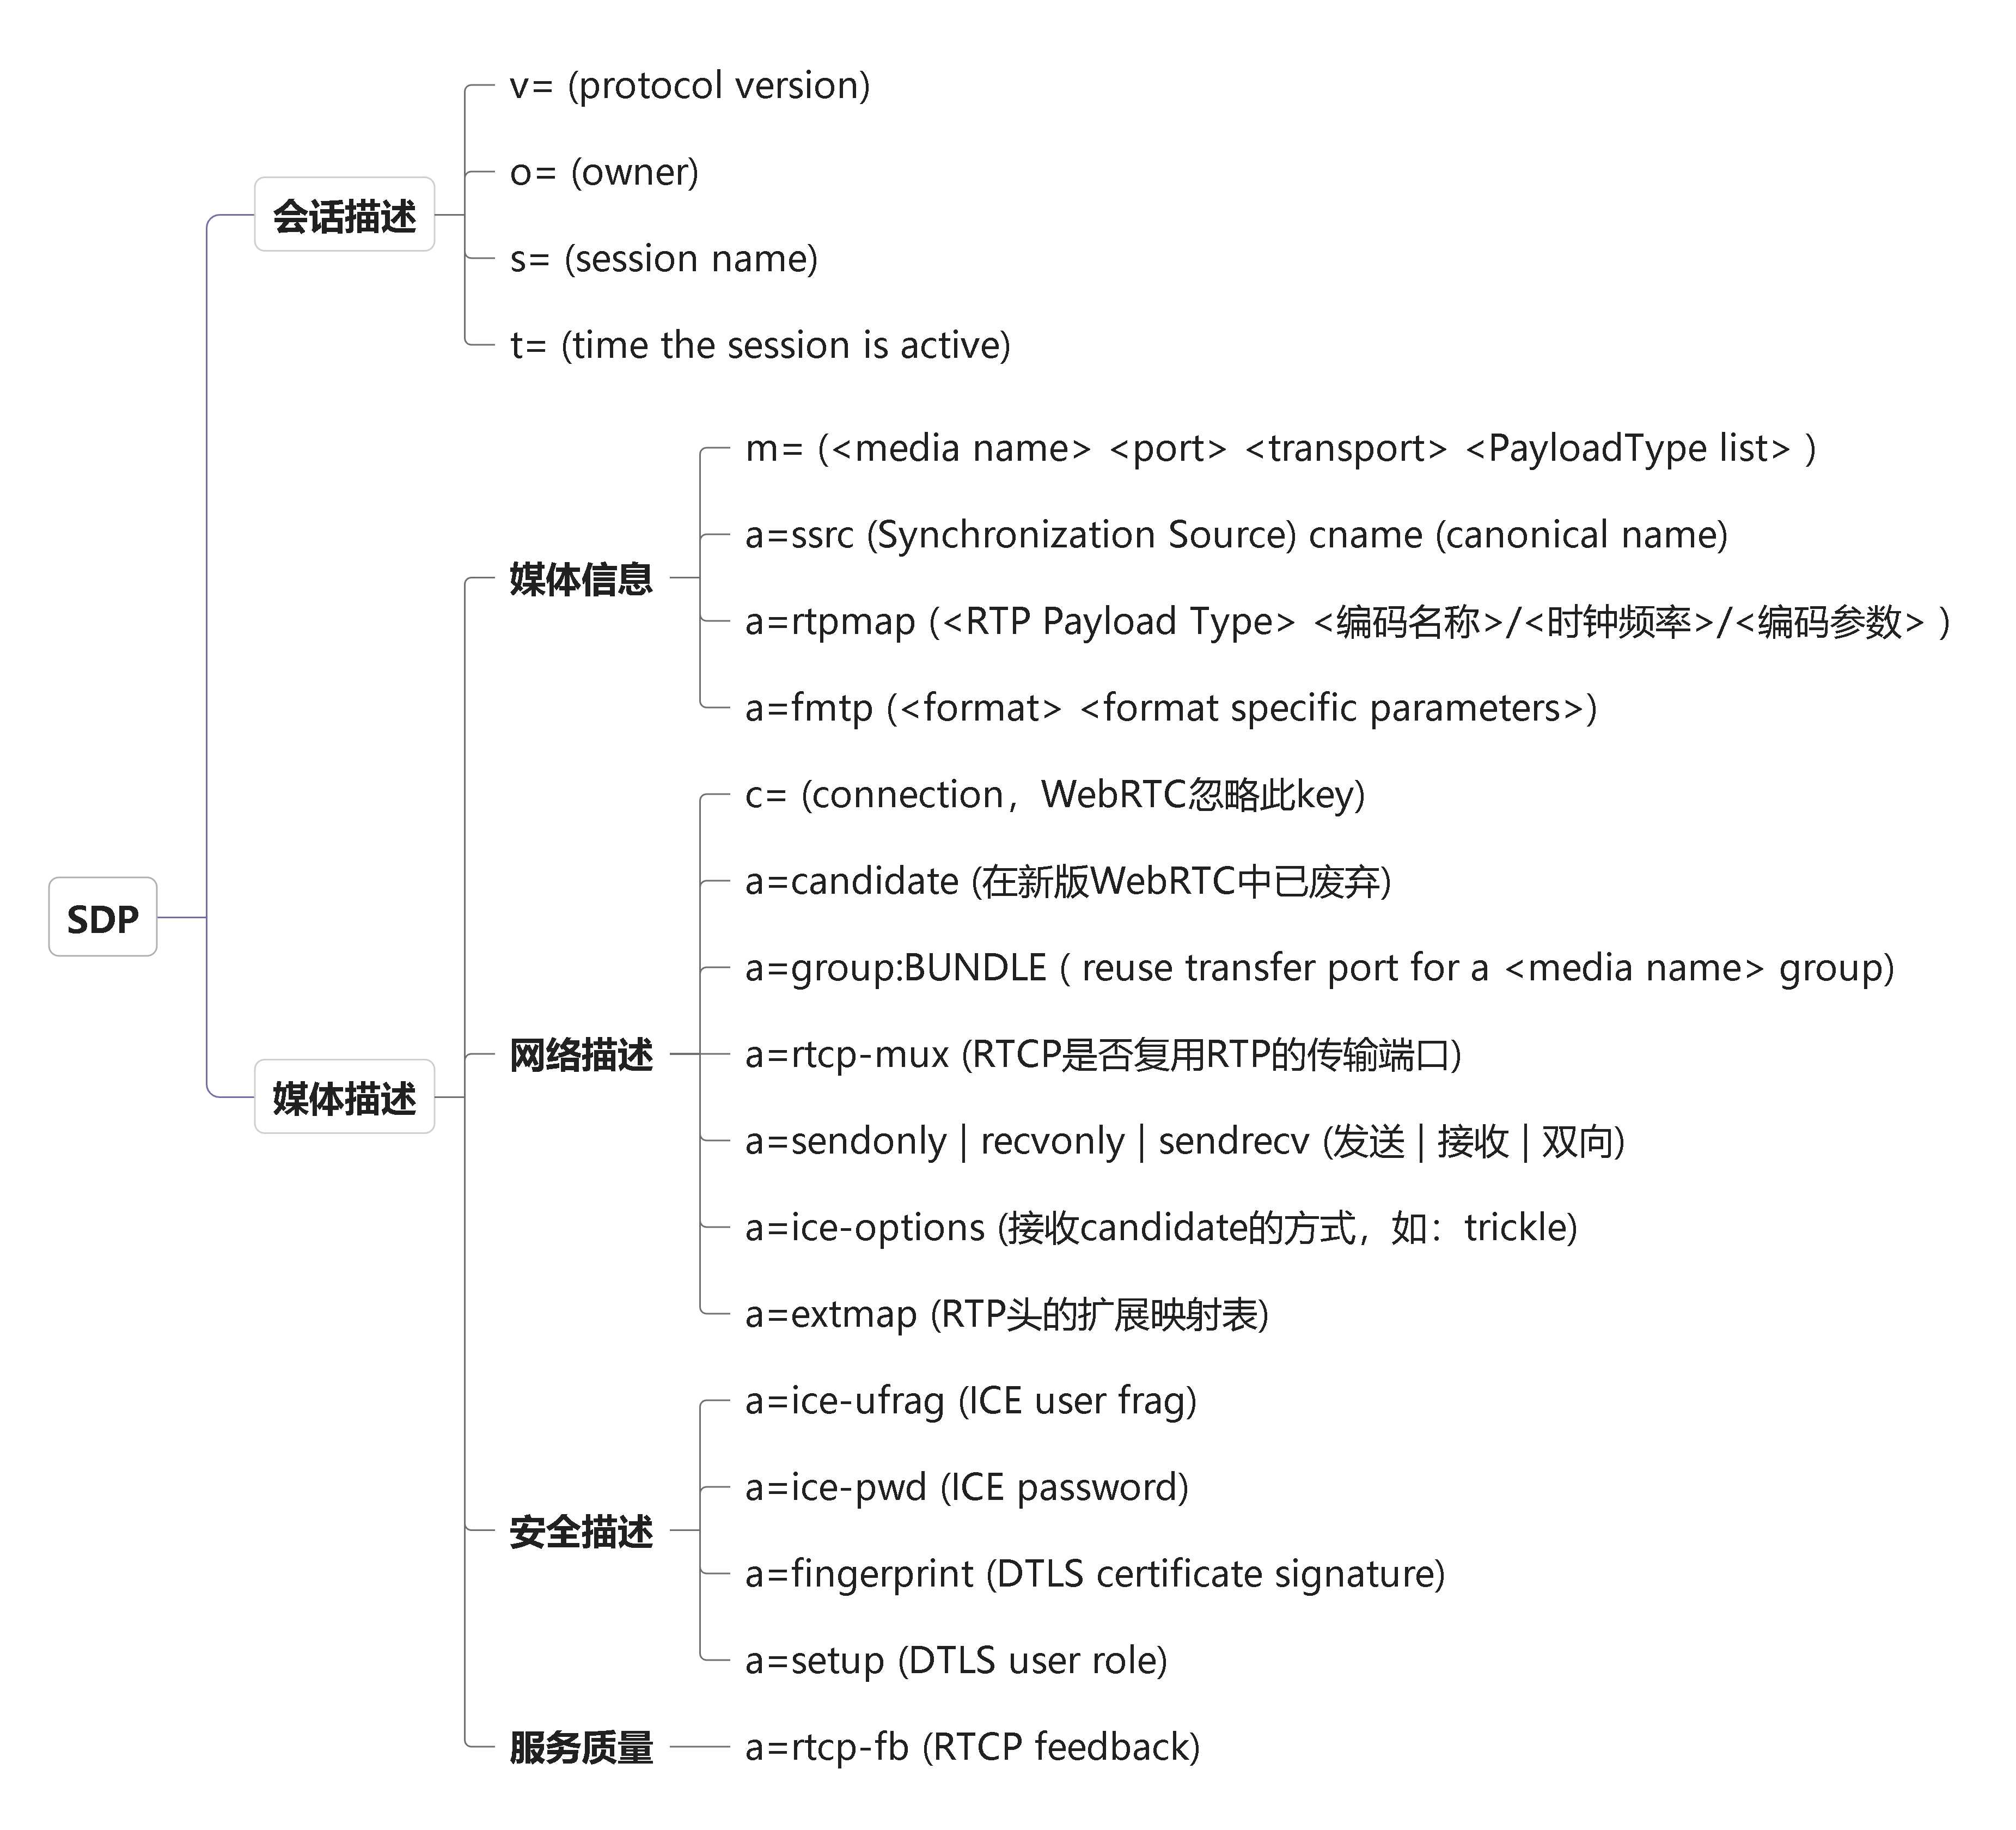 SDP
会话描述
v= (protocol version)
o= (owner)
s= (session name)
t= (time the session is active)
媒体描述
媒体信息
m= (<media name> <port> <transport> <PayloadType list> )
a=ssrc (Synchronization Source) cname (canonical name)
a=rtpmap (<RTP Payload Type> <编码名称>/<时钟频率>/<编码参数> )
a=fmtp (<format> <format specific parameters>)
网络描述
c= (connection，WebRTC忽略此key)
a=candidate (在新版WebRTC中已废弃)
a=group:BUNDLE ( reuse transfer port for a <media name> group)
a=rtcp-mux (RTCP是否复用RTP的传输端口)
a=sendonly | recvonly | sendrecv (发送 | 接收 | 双向)
a=ice-options (接收candidate的方式，如：trickle)
a=extmap (RTP头的扩展映射表)
安全描述
a=ice-ufrag (ICE user frag)
a=ice-pwd (ICE password)
a=fingerprint (DTLS certificate signature)
a=setup (DTLS user role)
服务质量
a=rtcp-fb (RTCP feedback)